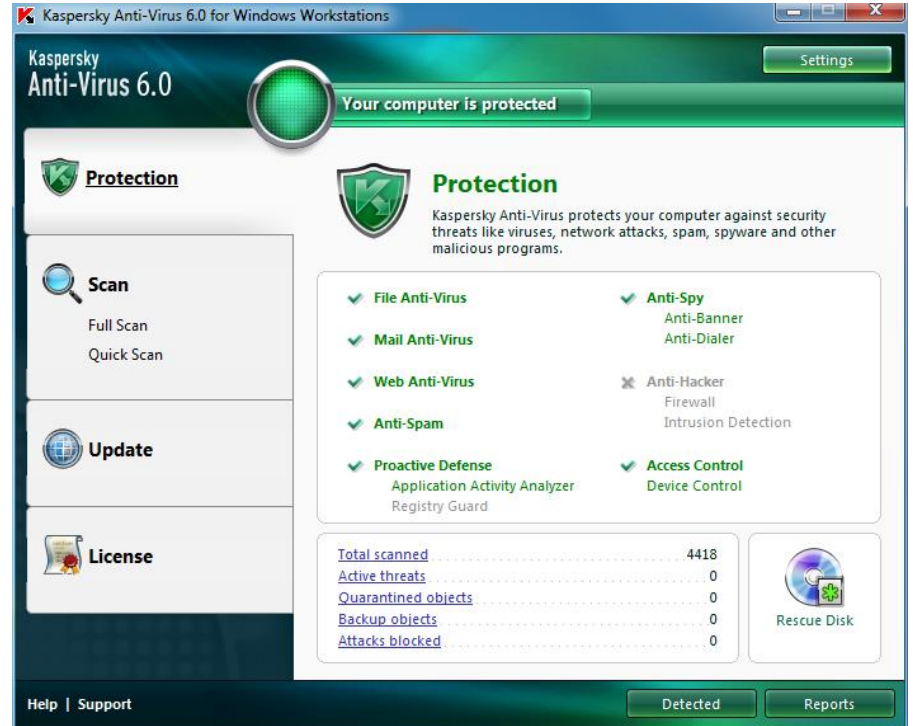 Kaspersky Anti-Virus 6.0 for Windows Workstations
Kaspersky
Anti-Virus 6.0
Settings
Your computer is protected
Protection
Scan
Full Scan
Quick Scan
Update
License
Protection
Kaspersky Anti-Virus protects your computer against security
threats like viruses, network attacks, spam, spyware and other
malicious programs.
File Anti-Virus
Mail Anti-Virus
Web Anti-Virus
Anti-Spam
Proactive Defense
Application Activity Analyzer
Registry Guard
Anti-Spy
Anti-Banner
Anti-Dialer
Anti-Hacker
Firewall
Intrusion Detection
Access Control
Device Control
Total scanned 4418
Active threats 0
Quarantined objects 0
Backup objects 0
Attacks blocked 0
Rescue Disk
Help | Support
Detected
Reports